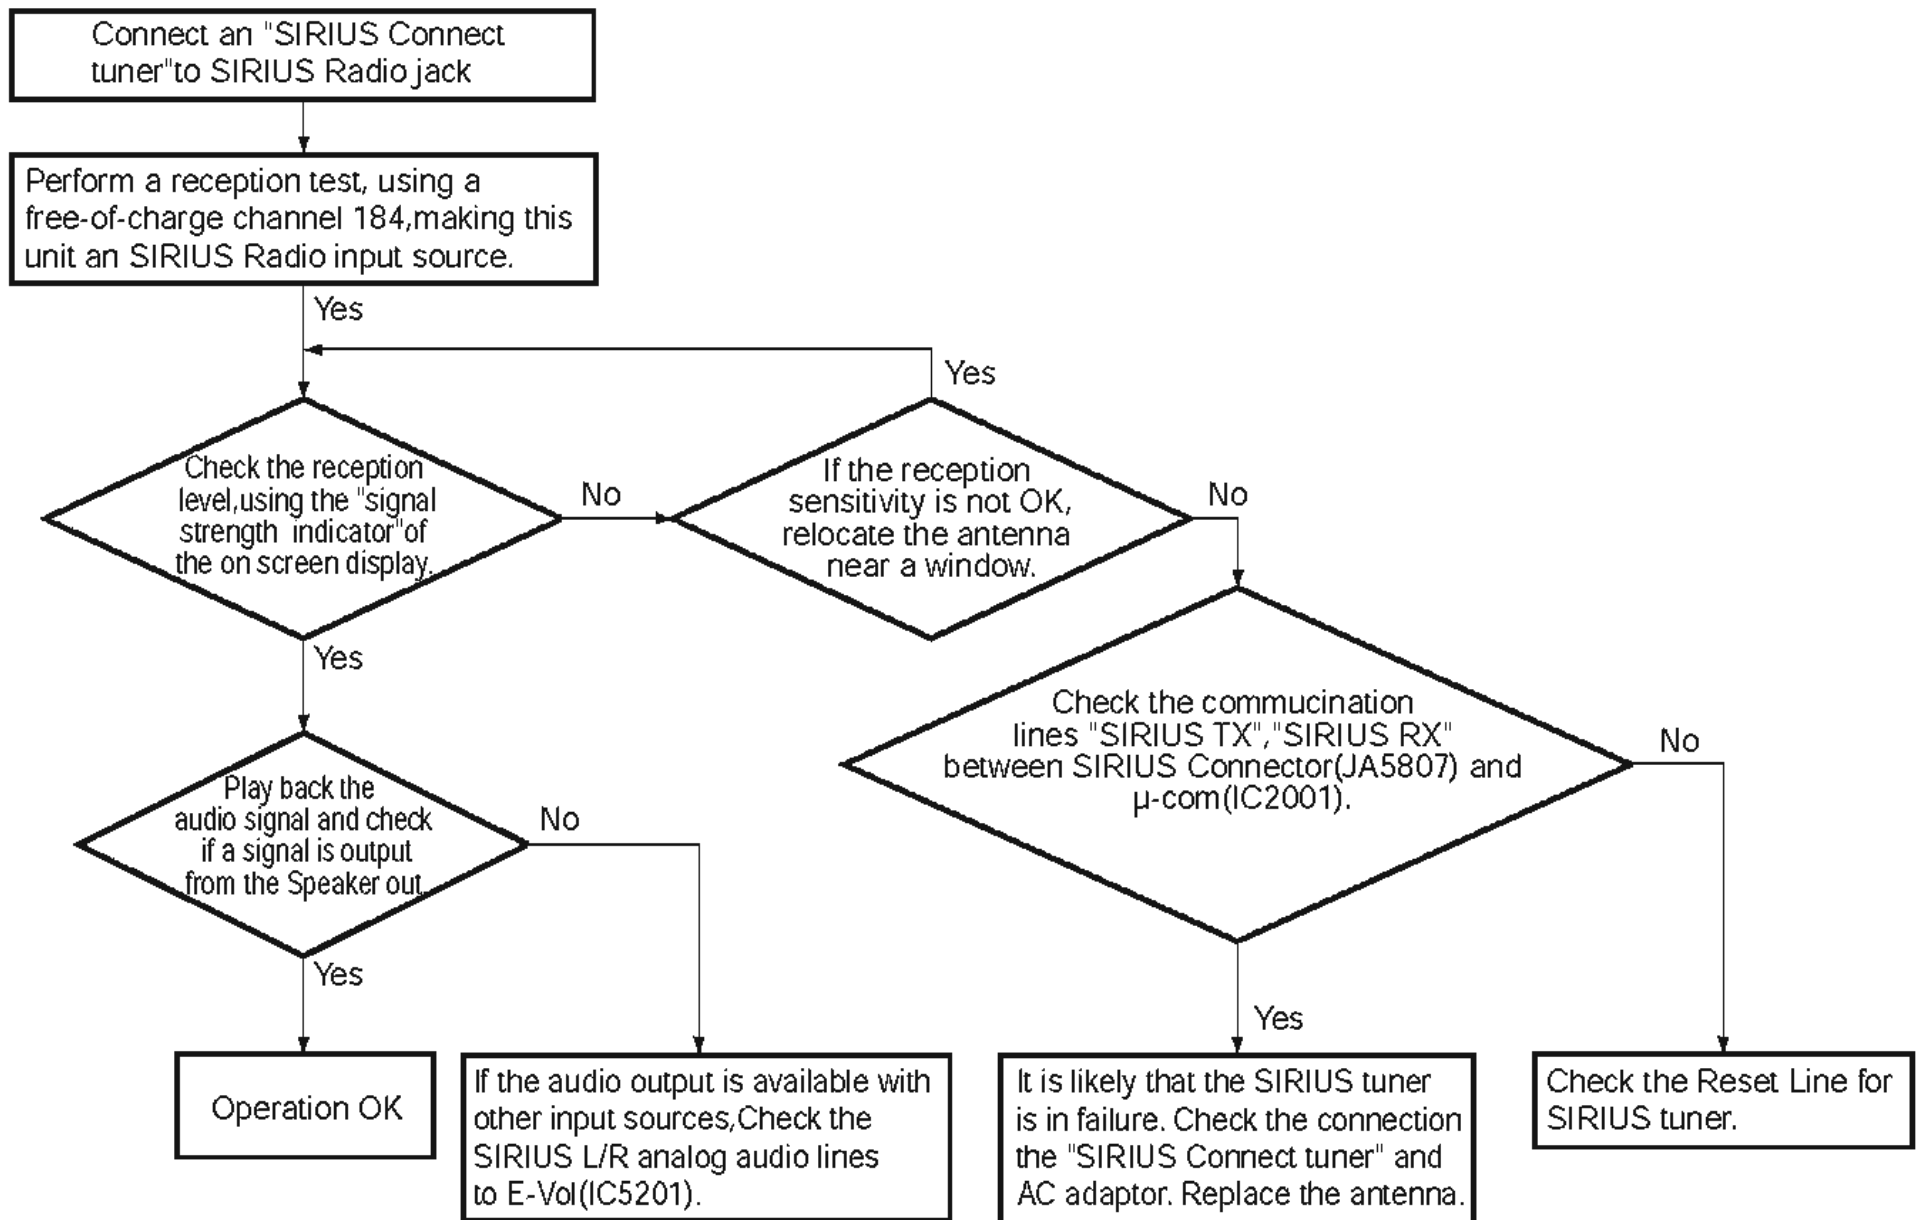 Connect an "SIRIUS Connect
tuner"to SIRIUS Radio jack
Perform a reception test, using a
free-of-charge channel 184,making this
unit an SIRIUS Radio input source.
Yes
Yes
Check the reception
level,using the "signal
strength indicator"of
the on screen display.
No
If the reception
sensitivity is not OK,
relocate the antenna
near a window.
No
Yes
Check the commucination
lines "SIRIUS TX","SIRIUS RX"
between SIRIUS Connector(JA5807) and
µ-com(IC2001).
No
Play back the
audio signal and check
if a signal is output
from the Speaker out.
No
Yes
Yes
Operation OK
If the audio output is available with
other input sources,Check the
SIRIUS L/R analog audio lines
to E-Vol(IC5201).
It is likely that the SIRIUS tuner
is in failure. Check the connection
the "SIRIUS Connect tuner" and
AC adaptor. Replace the antenna.
Check the Reset Line for
SIRIUS tuner.